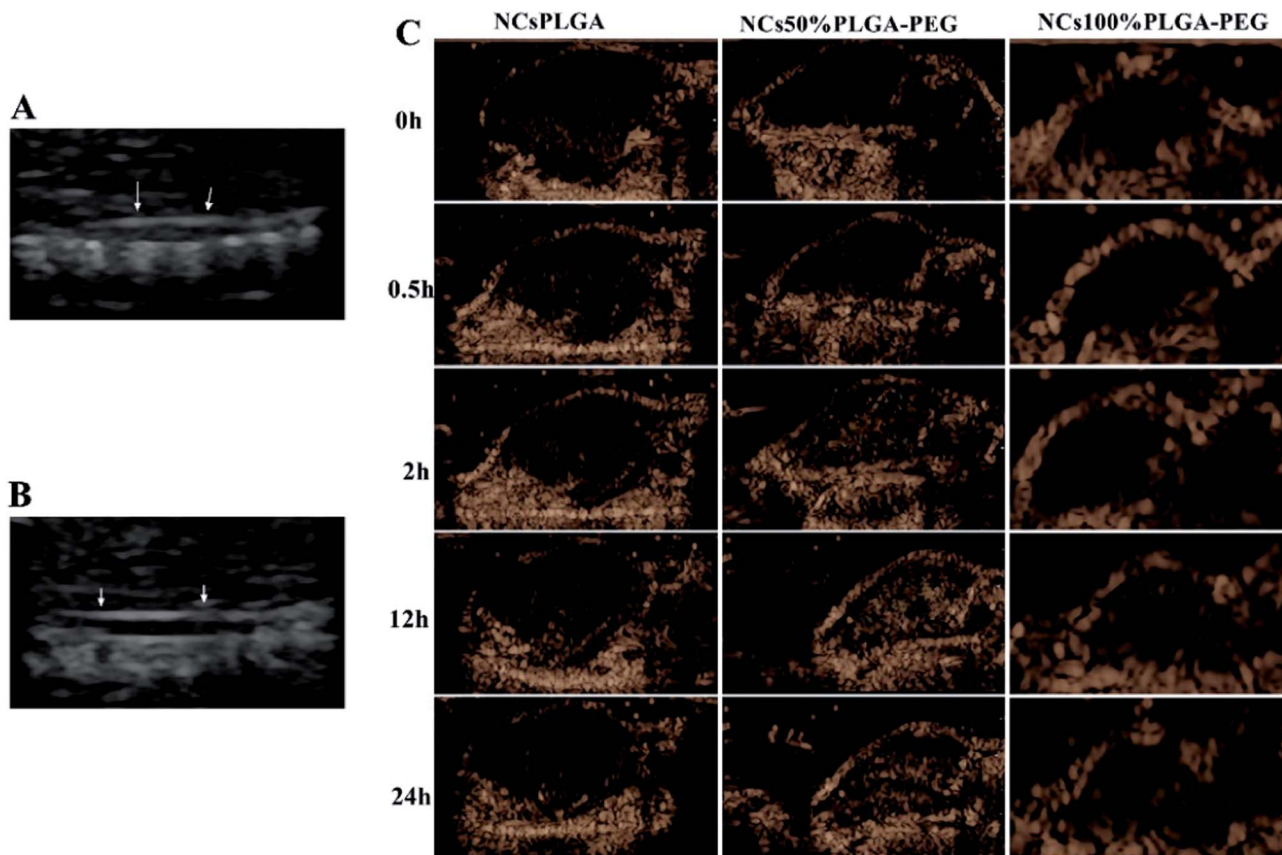 A
B
C
NCsPLGA NCs50%PLGA-PEG NCs100%PLGA-PEG
0h
0.5h
2h
12h
24h